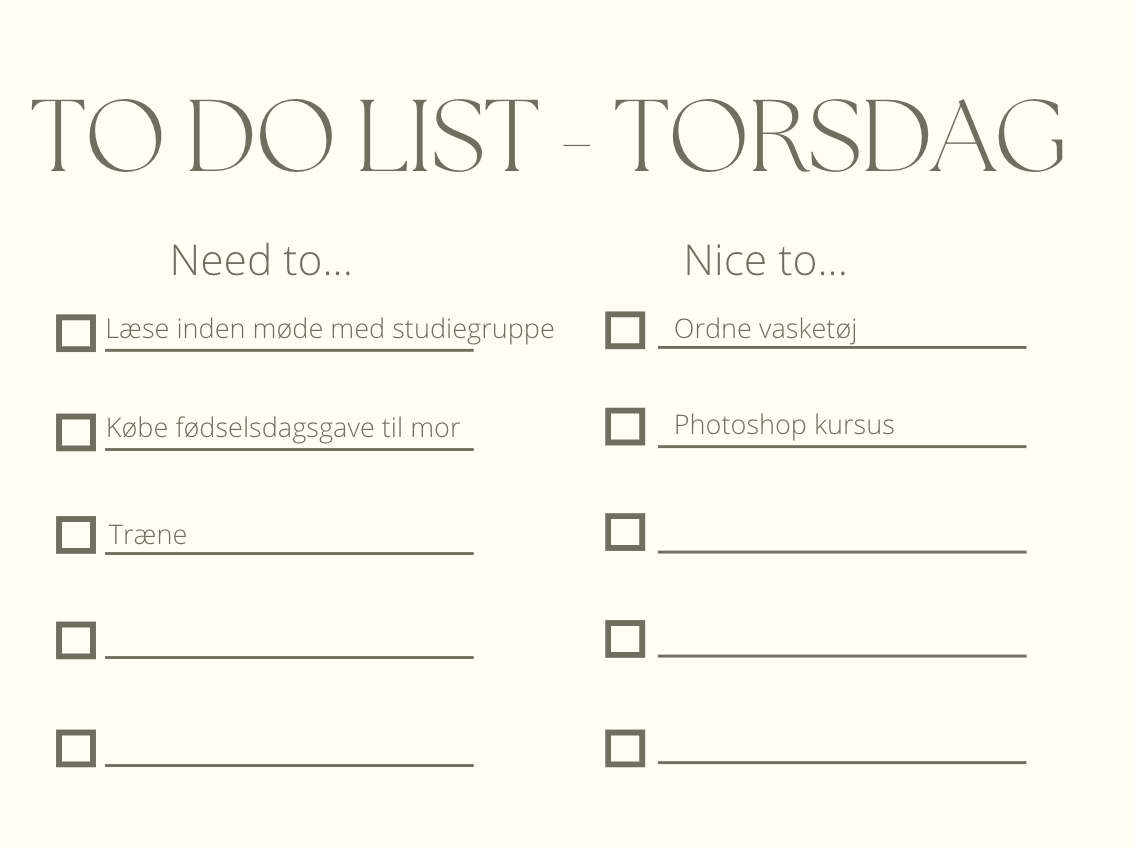 TO DO LIST – TORSDAG
Need to...
Læse inden møde med studiegruppe
Købe fødselsdagsgave til mor
Træne
Nice to...
Ordne vasketøj
Photoshop kursus